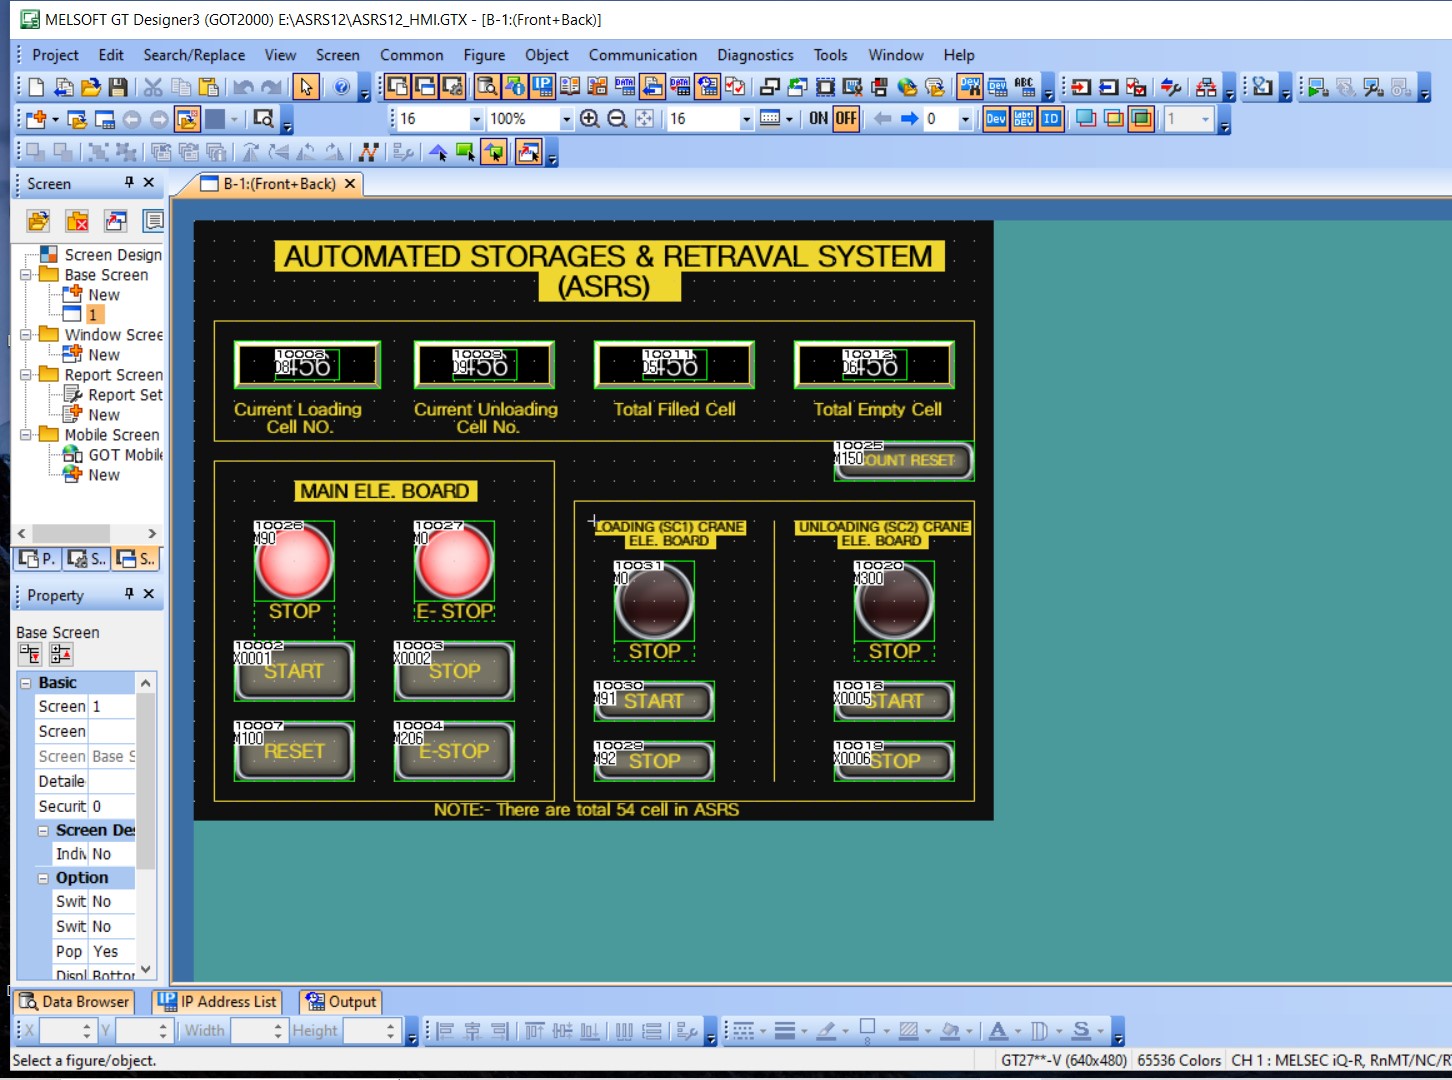 MELSOFT GT Designer3 (GOT2000) E:\ASRS12\ASRS12_HMI.GTX - [B-1:(Front+Back)]
Project Edit Search/Replace View Screen Common Figure Object Communication Diagnostics Tools Window Help
16 100% 16 ON OFF 0 Dev ID 1
Screen
B-1:(Front+Back)
Screen Design
Base Screen
New
1
Window Scree
New
Report Screen
Report Set
New
Mobile Screen
GOT Mobile
New
P.. S.. S..
Property
Base Screen
Basic
Screen 1
Screen
Screen Base S
Detaile
Securit 0
Screen Des
Indiv No
Option
Swit No
Swit No
Pop Yes
Displ Bottor
AUTOMATED STORAGES & RETRAVAL SYSTEM
(ASRS)
10008 10009 10011 10012
D8 456 D9 456 D5 456 D6 456
Current Loading
Cell NO.
Current Unloading
Cell No.
Total Filled Cell
Total Empty Cell
10025
M150 OUNT RESET
MAIN ELE. BOARD
10026 10027
M90 M0
STOP E- STOP
10002 10003
X0001 START X0002 STOP
10007 10004
M100 RESET M206 E-STOP
LOADING (SC1) CRANE
ELE. BOARD
10031
M0
STOP
10030
M91 START
10029
M92 STOP
UNLOADING (SC2) CRANE
ELE. BOARD
10020
M300
STOP
10018
X0005 START
10019
X0006 STOP
NOTE:- There are total 54 cell in ASRS
Data Browser IP Address List Output
X Y Width Height
Select a figure/object.
GT27**-V (640x480) 65536 Colors CH 1 : MELSEC iQ-R, RnMT/NC/R